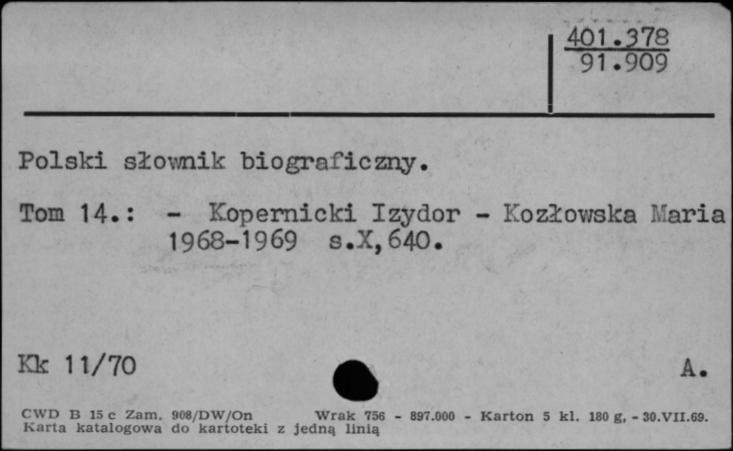 401.378
91.909
Polski słownik biograficzny.
Tom 14.: - Kopernicki Izydor - Kozłowska Maria
1968-1969 s.X,640.
Kk 11/70 A.
CWD B 15 c Zam. 908/DW/On Wrak 756 - 897.000 - Karton 5 kl. 180 g, - 30.VII.69.
Karta katalogowa do kartoteki z jedną linią